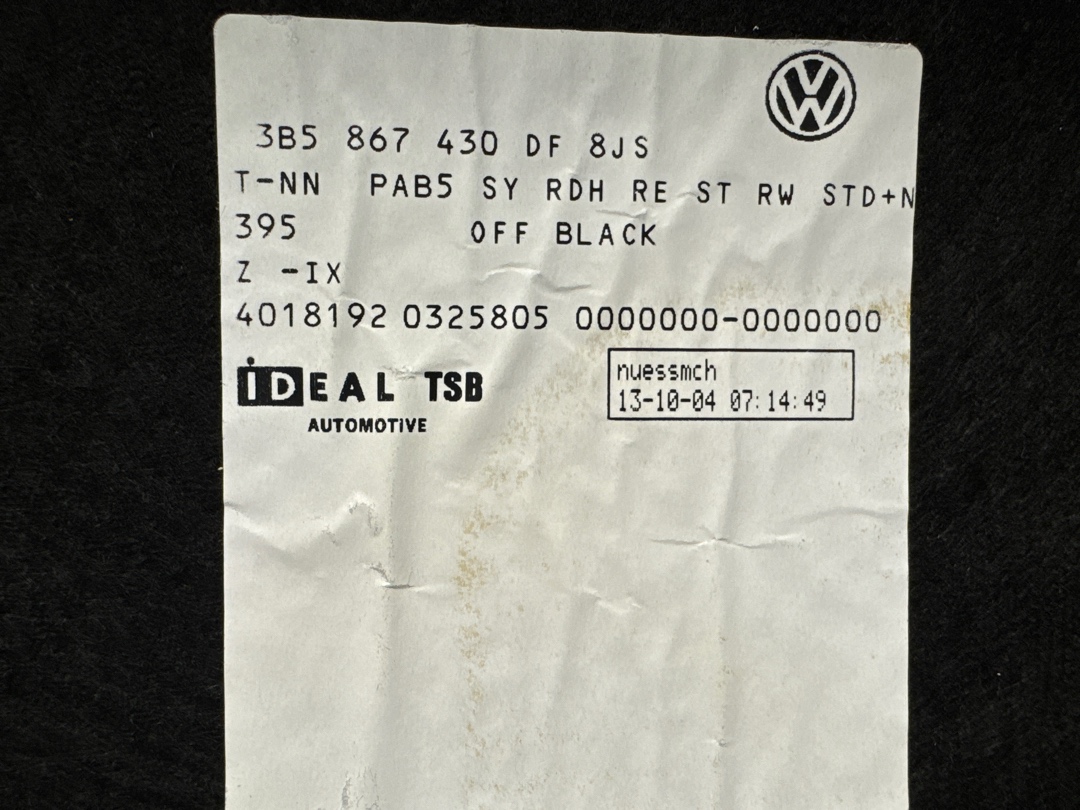 3B5 867 430 DF 8JS
T-NN PAB5 SY RDH RE ST RW STD+N
395 OFF BLACK
Z -IX
4018192 0325805 0000000-0000000
iDEAL TSB
AUTOMOTiVE
nuessmch
13-10-04 07:14:49